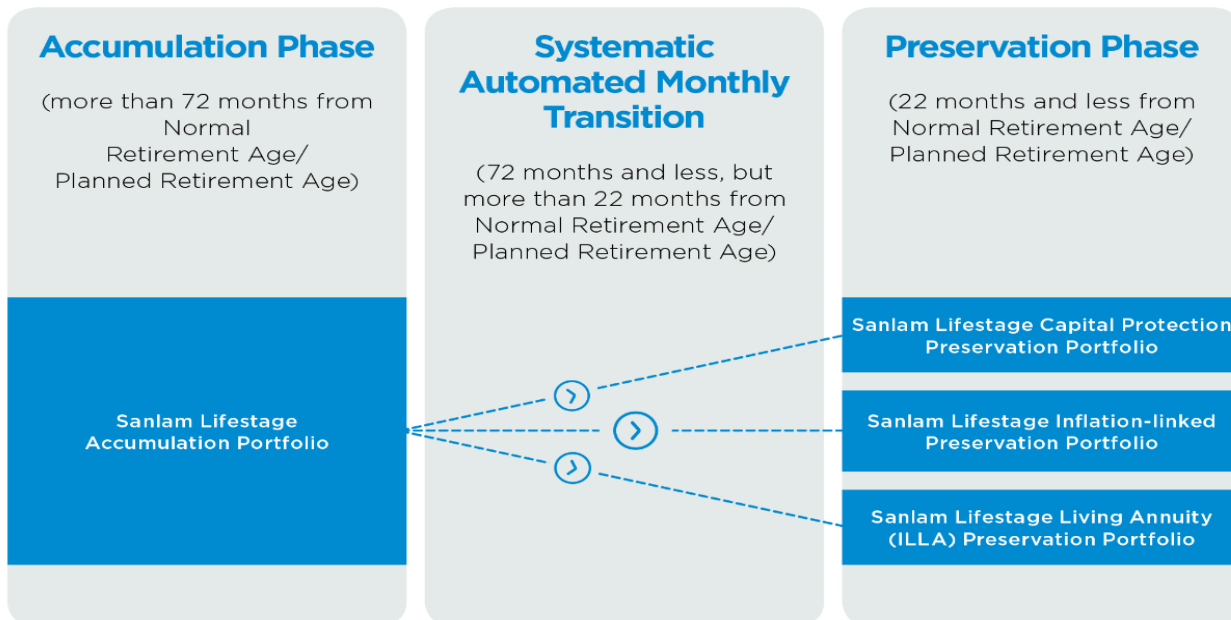 Accumulation Phase
(more than 72 months from
Normal
Retirement Age/
Planned Retirement Age)
Sanlam Lifestage
Accumulation Portfolio
Systematic
Automated Monthly
Transition
(72 months and less, but
more than 22 months from
Normal Retirement Age/
Planned Retirement Age)
Preservation Phase
(22 months and less from
Normal Retirement Age/
Planned Retirement Age)
Sanlam Lifestage Capital Protection
Preservation Portfolio
Sanlam Lifestage Inflation-linked
Preservation Portfolio
Sanlam Lifestage Living Annuity
(ILLA) Preservation Portfolio